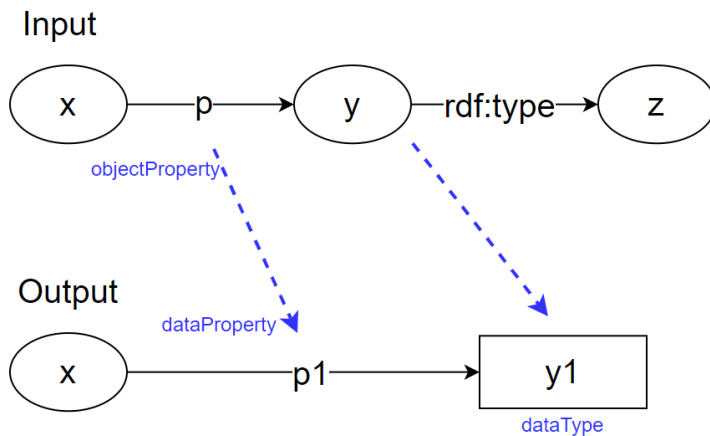 Input
x
p
y
rdf:type
z
objectProperty
Output
dataProperty
x
p1
y1
dataType